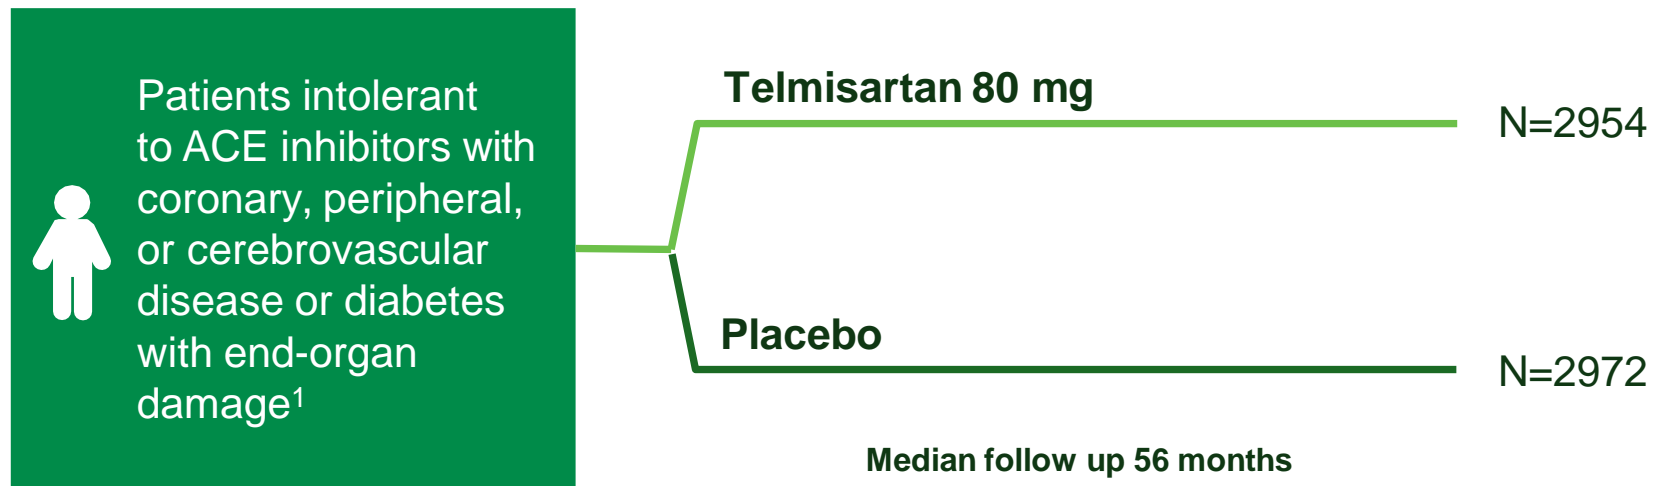 Patients intolerant
to ACE inhibitors with
coronary, peripheral,
or cerebrovascular
disease or diabetes
with end-organ
damage¹
Telmisartan 80 mg
N=2954
Placebo
N=2972
Median follow up 56 months